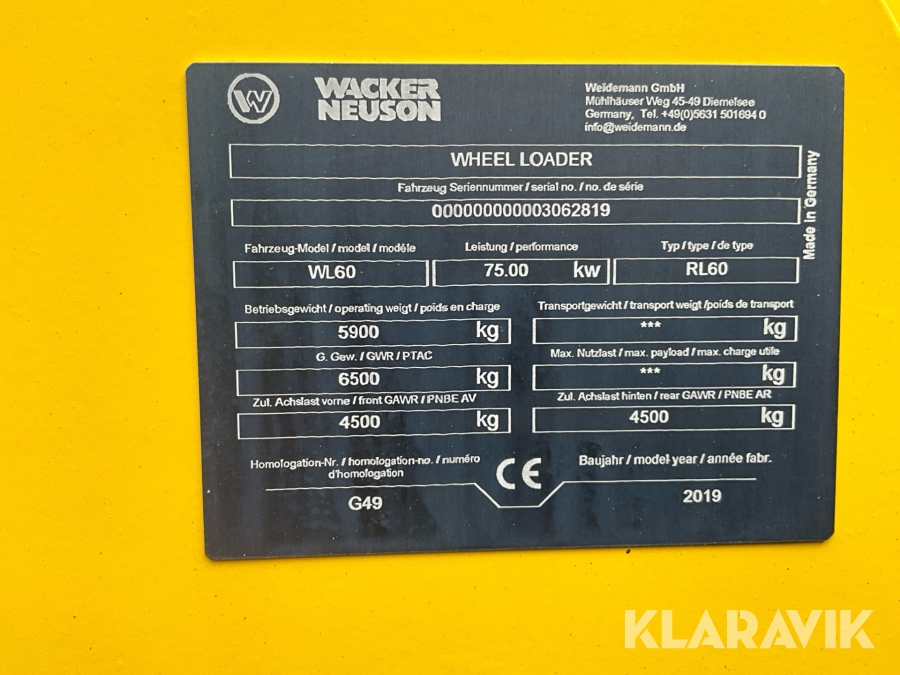 W
WACKER
NEUSON
Weidemann GmbH
Mühlhäuser Weg 45-49 Diemelsee
Germany, Tel. +49(0)5631 501694 0
info@weidemann.de
WHEEL LOADER
Fahrzeug Seriennummer / serial no. / no. de série
000000000003062819
Made in Germany
Fahrzeug-Model / model / modéle
Leistung / performance
Typ / type / de type
WL60
75.00 kw
RL60
Betriebsgewicht / operating weigt / poids en charge
Transportgewicht / transport weigt /poids de transport
5900 kg
*** kg
G. Gew. / GWR / PTAC
Max. Nutzlast / max. payload / max. charge utile
6500 kg
*** kg
Zul. Achslast vorne / front GAWR / PNBE AV
Zul. Achslast hinten / rear GAWR / PNBE AR
4500 kg
4500 kg
Homologation-Nr. / homologation-no. / numéro
d'homologation
CE
Baujahr / model-year / année fabr.
G49
2019
KLARAVIK